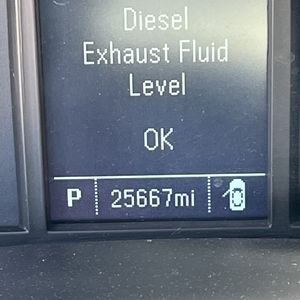 Diesel
Exhaust Fluid
Level
OK
P 25667mi